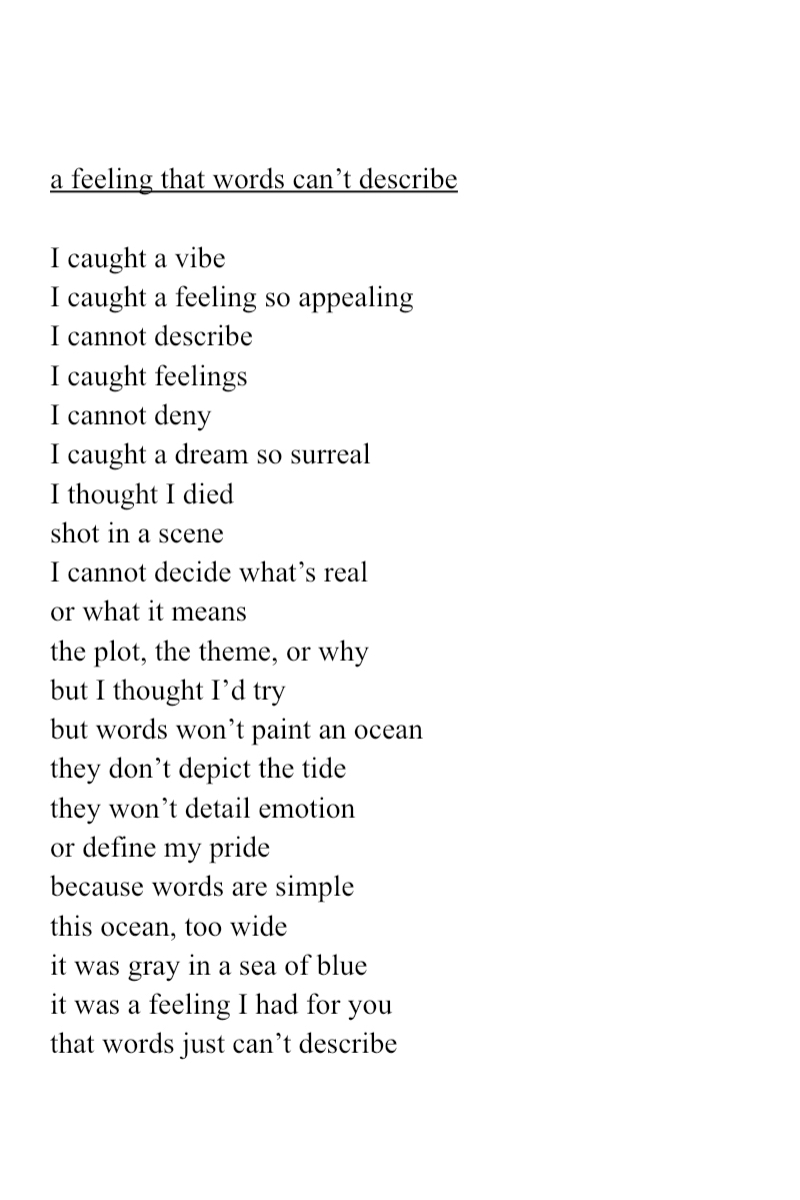 a feeling that words can’t describe
I caught a vibe
I caught a feeling so appealing
I cannot describe
I caught feelings
I cannot deny
I caught a dream so surreal
I thought I died
shot in a scene
I cannot decide what’s real
or what it means
the plot, the theme, or why
but I thought I’d try
but words won’t paint an ocean
they don’t depict the tide
they won’t detail emotion
or define my pride
because words are simple
this ocean, too wide
it was gray in a sea of blue
it was a feeling I had for you
that words just can’t describe